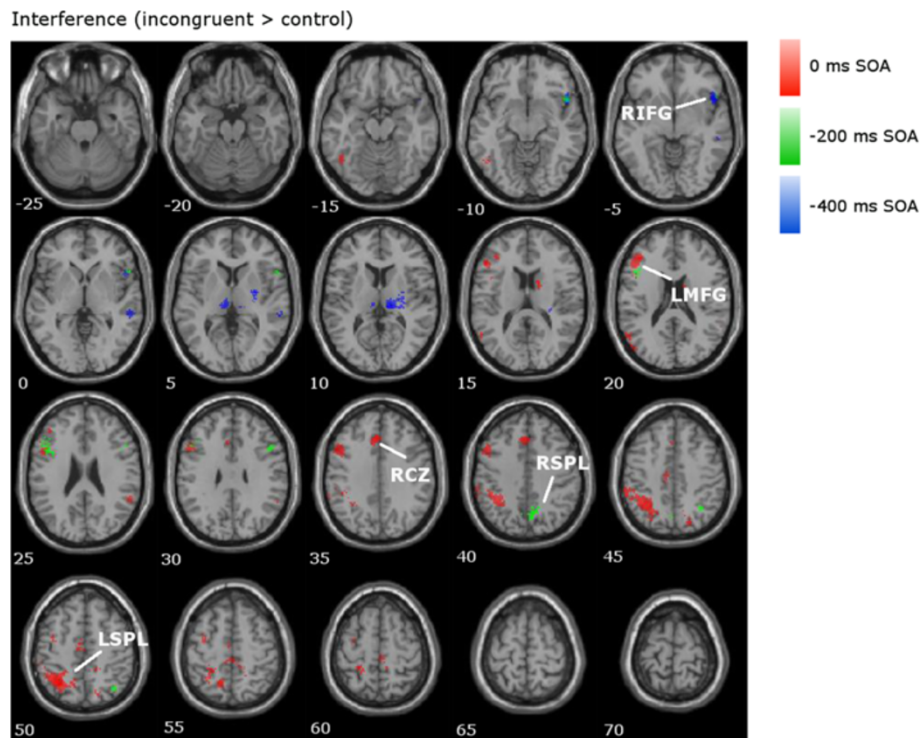 Interference (incongruent > control)
0 ms SOA
-200 ms SOA
-400 ms SOA
-25
-20
-15
-10
RIFG
-5
0
5
10
15
LMFG
20
25
30
RCZ
35
RSPL
40
45
LSPL
50
55
60
65
70